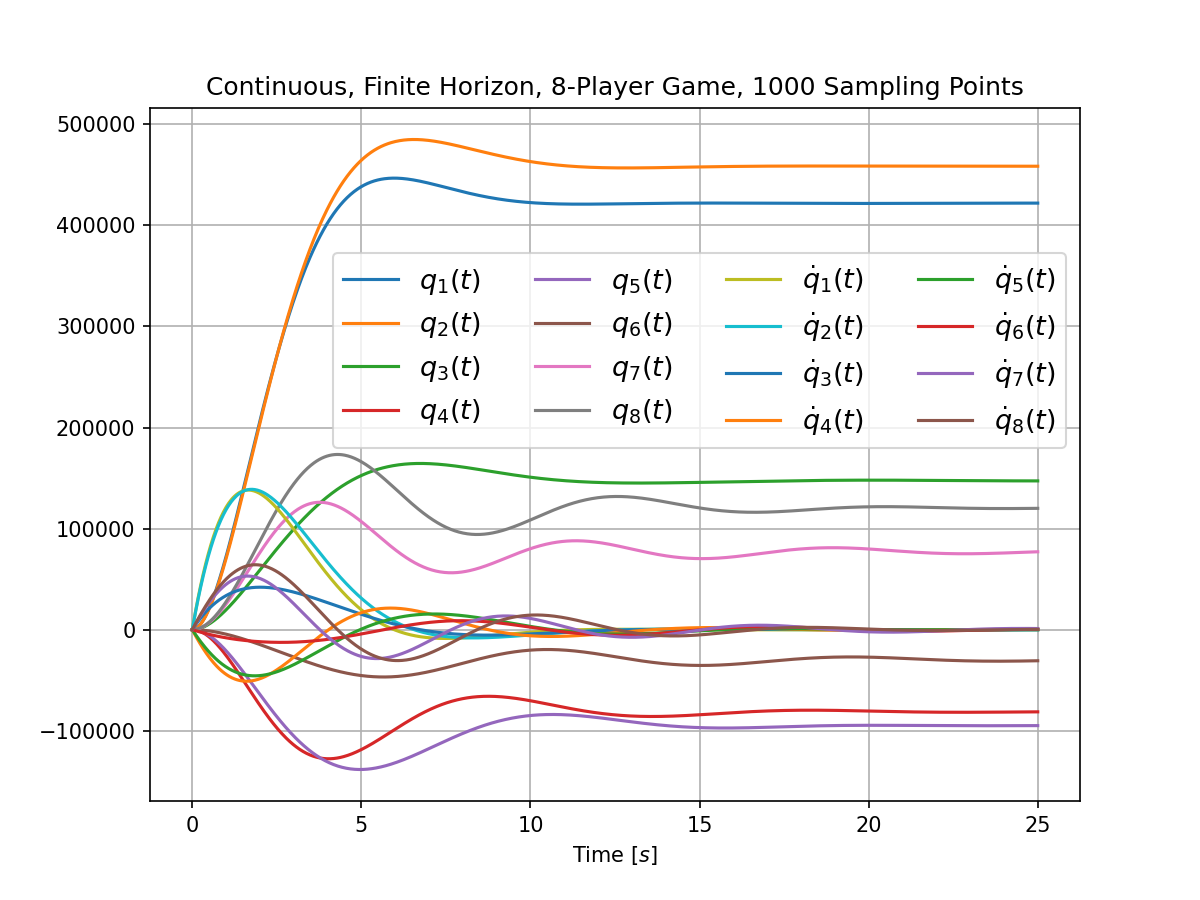 Continuous, Finite Horizon, 8-Player Game, 1000 Sampling Points
500000
400000
300000
200000
100000
0
−100000
q₁(t) q₅(t) q̇₁(t) q̇₅(t)
q₂(t) q₆(t) q̇₂(t) q̇₆(t)
q₃(t) q₇(t) q̇₃(t) q̇₇(t)
q₄(t) q₈(t) q̇₄(t) q̇₈(t)
0 5 10 15 20 25
Time [s]